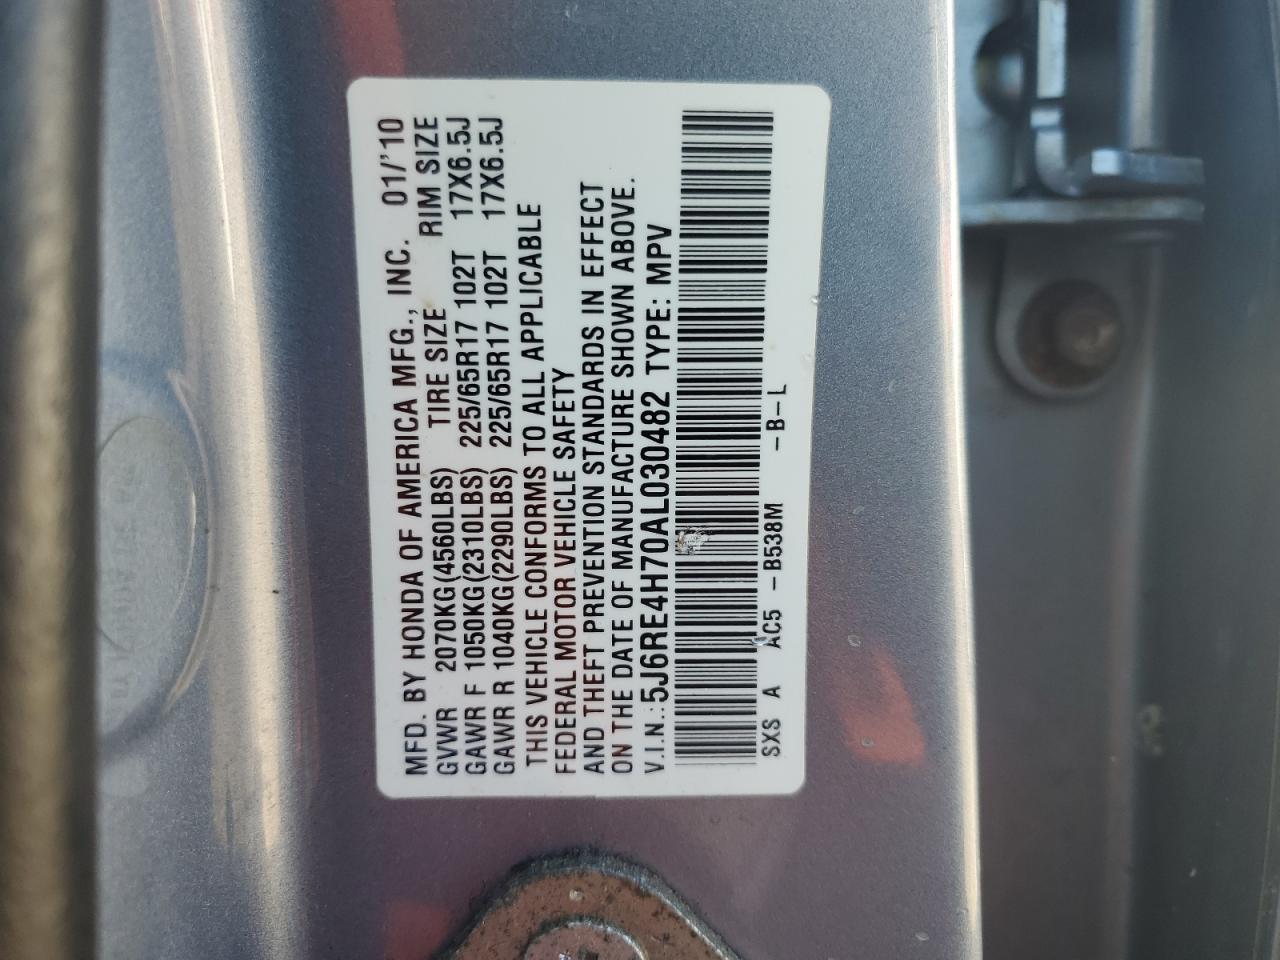 MFD. BY HONDA OF AMERICA MFG., INC. 01/'10
GVWR 2070KG(4560LBS) TIRE SIZE RIM SIZE
GAWR F 1050KG(2310LBS) 225/65R17 102T 17X6.5J
GAWR R 1040KG(2290LBS) 225/65R17 102T 17X6.5J
THIS VEHICLE CONFORMS TO ALL APPLICABLE
FEDERAL MOTOR VEHICLE SAFETY
AND THEFT PREVENTION STANDARDS IN EFFECT
ON THE DATE OF MANUFACTURE SHOWN ABOVE.
V.I.N.: 5J6RE4H70AL030482 TYPE: MPV
SXS A AC5 -B538M -B-L